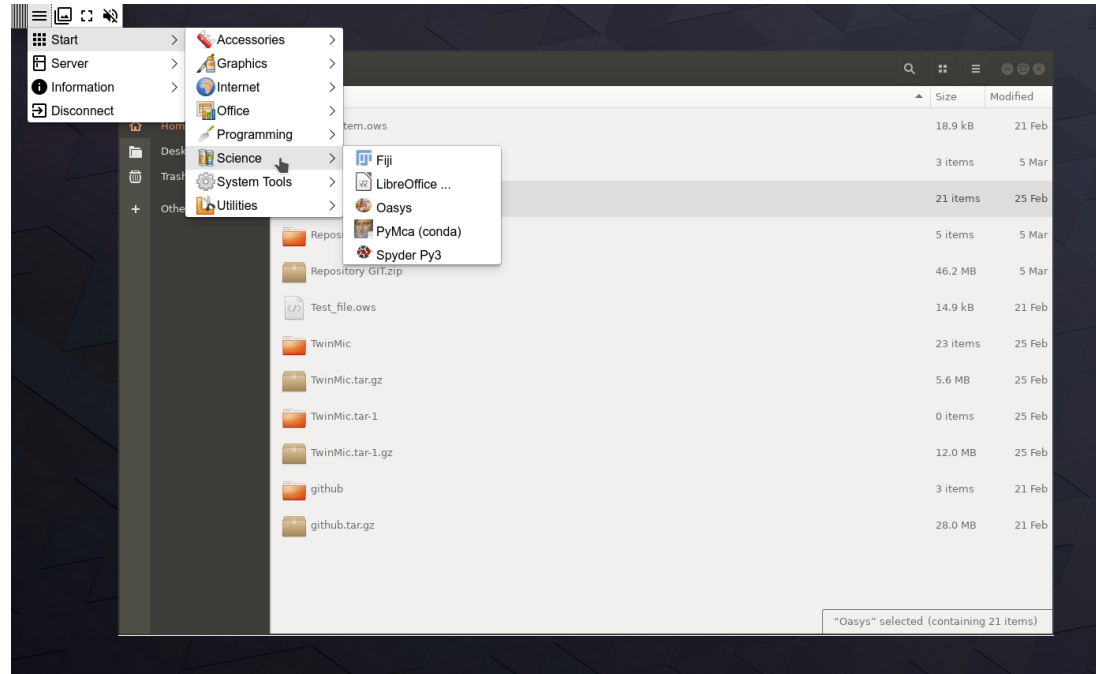 Start
Server
Information
Disconnect
Accessories
Graphics
Internet
Office
Programming
Science
System Tools
Utilities
Fiji
LibreOffice ...
Oasys
PyMca (conda)
Spyder Py3
Size Modified
Hom
Desk
Trash
Othe
tem.ows 18.9 kB 21 Feb
3 items 5 Mar
21 items 25 Feb
Reposi 5 items 5 Mar
Repository GIT.zip 46.2 MB 5 Mar
Test_file.ows 14.9 kB 21 Feb
TwinMic 23 items 25 Feb
TwinMic.tar.gz 5.6 MB 25 Feb
TwinMic.tar-1 0 items 25 Feb
TwinMic.tar-1.gz 12.0 MB 25 Feb
github 3 items 21 Feb
github.tar.gz 28.0 MB 21 Feb
“Oasys” selected (containing 21 items)